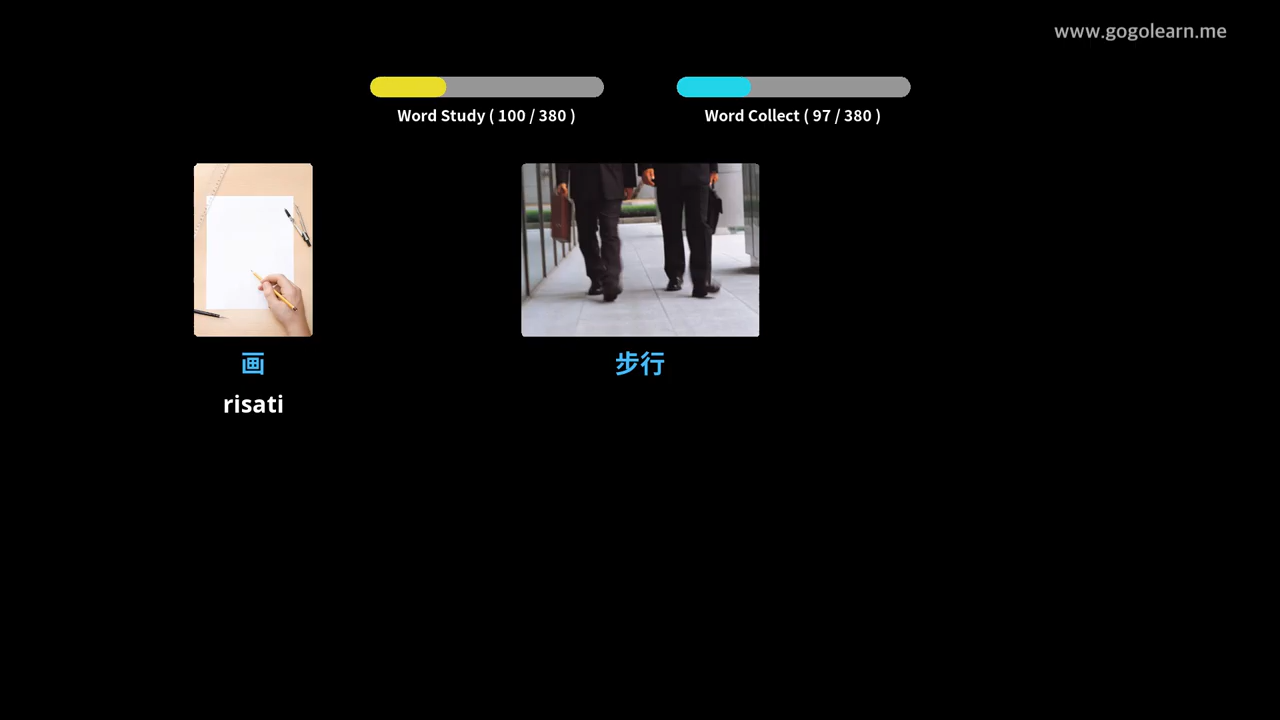 www.gogolearn.me
Word Study ( 100 / 380 )
Word Collect ( 97 / 380 )
画
步行
risati